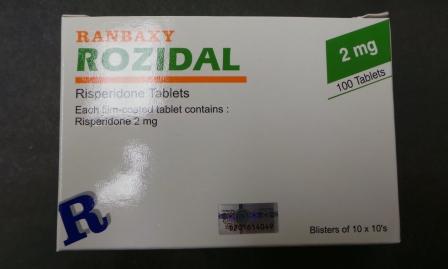 RANBAXY
ROZIDAL
2 mg
100 Tablets
Risperidone Tablets
Each film-coated tablet contains :
Risperidone 2 mg
R
Blisters of 10 x 10's